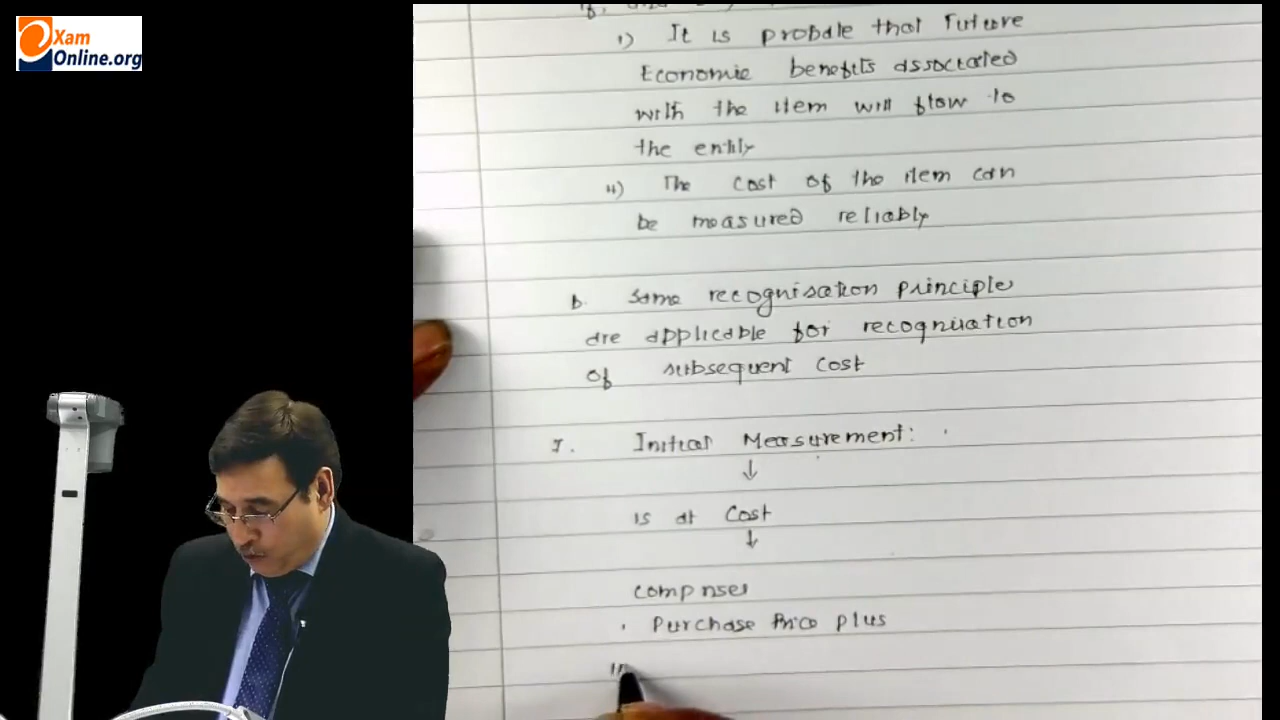 Xam
Online.org
if,
i) It is probale that Future
Economic benefits associated
with the item will flow to
the entity
ii) The cost of the item can
be measured reliably
b. Same recognisation principle
are applicable for recognisation
of subsequent cost
I. Initial Measurement:
↓
is at Cost
↓
comprises
· Purchase Price plus